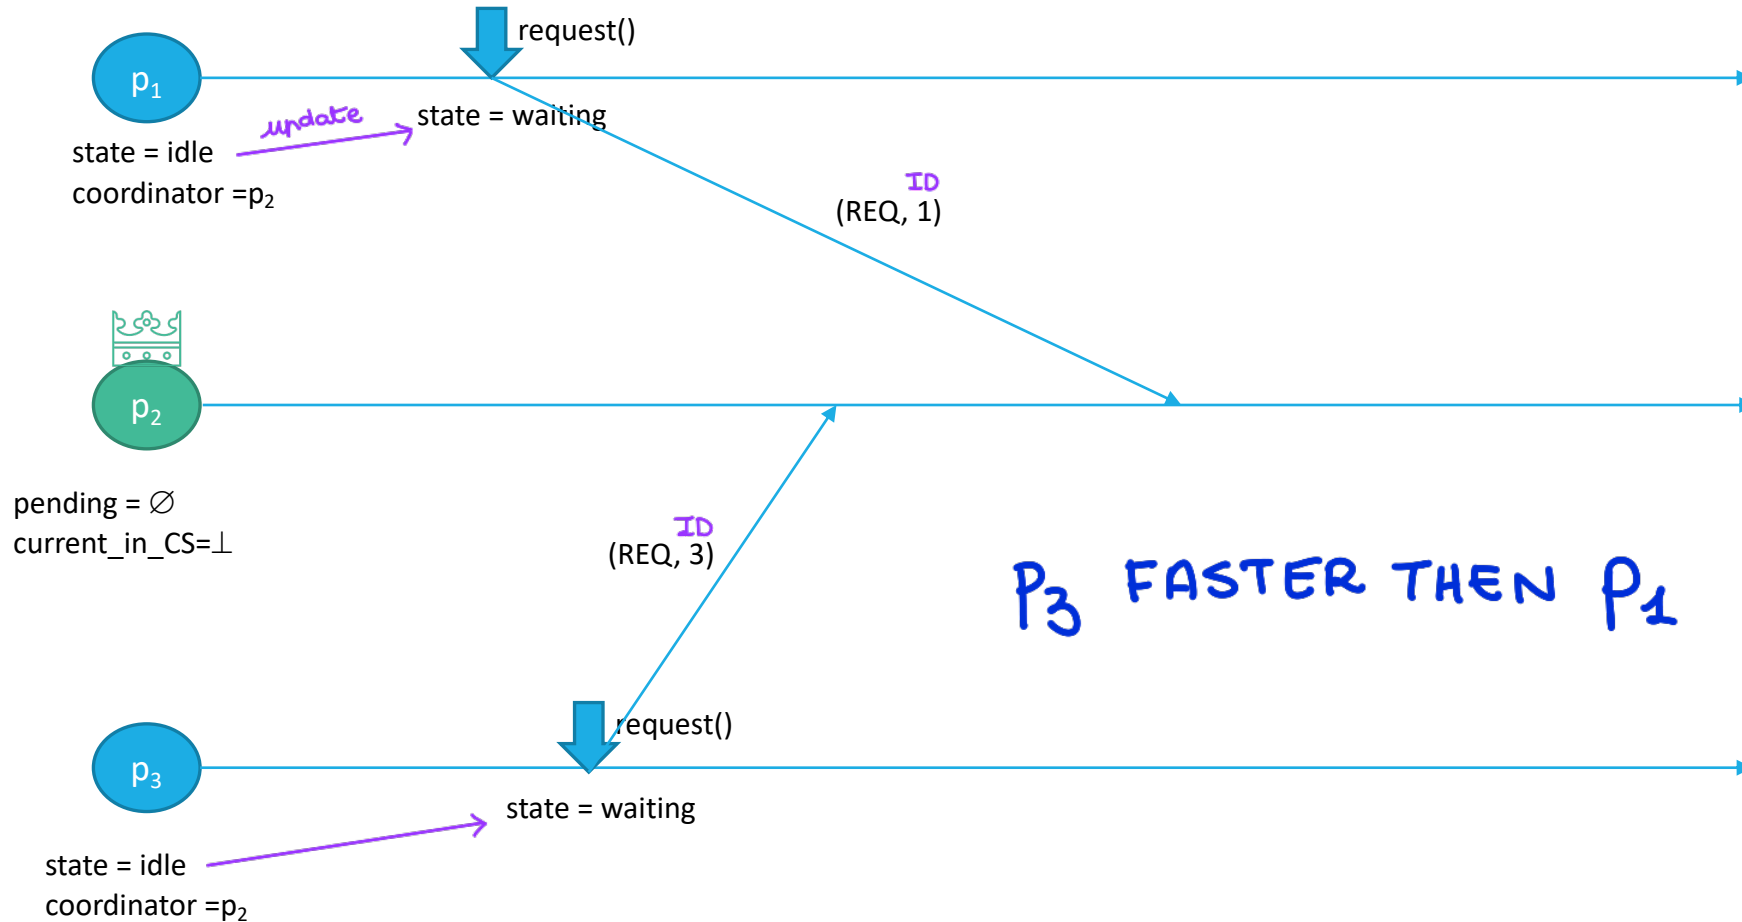 request()
p₁
update
state = waiting
state = idle
coordinator =p₂
ID
(REQ, 1)
p₂
pending = ∅
current_in_CS=⊥
ID
(REQ, 3)
P3 FASTER THEN P1
request()
p₃
state = waiting
state = idle
coordinator =p₂